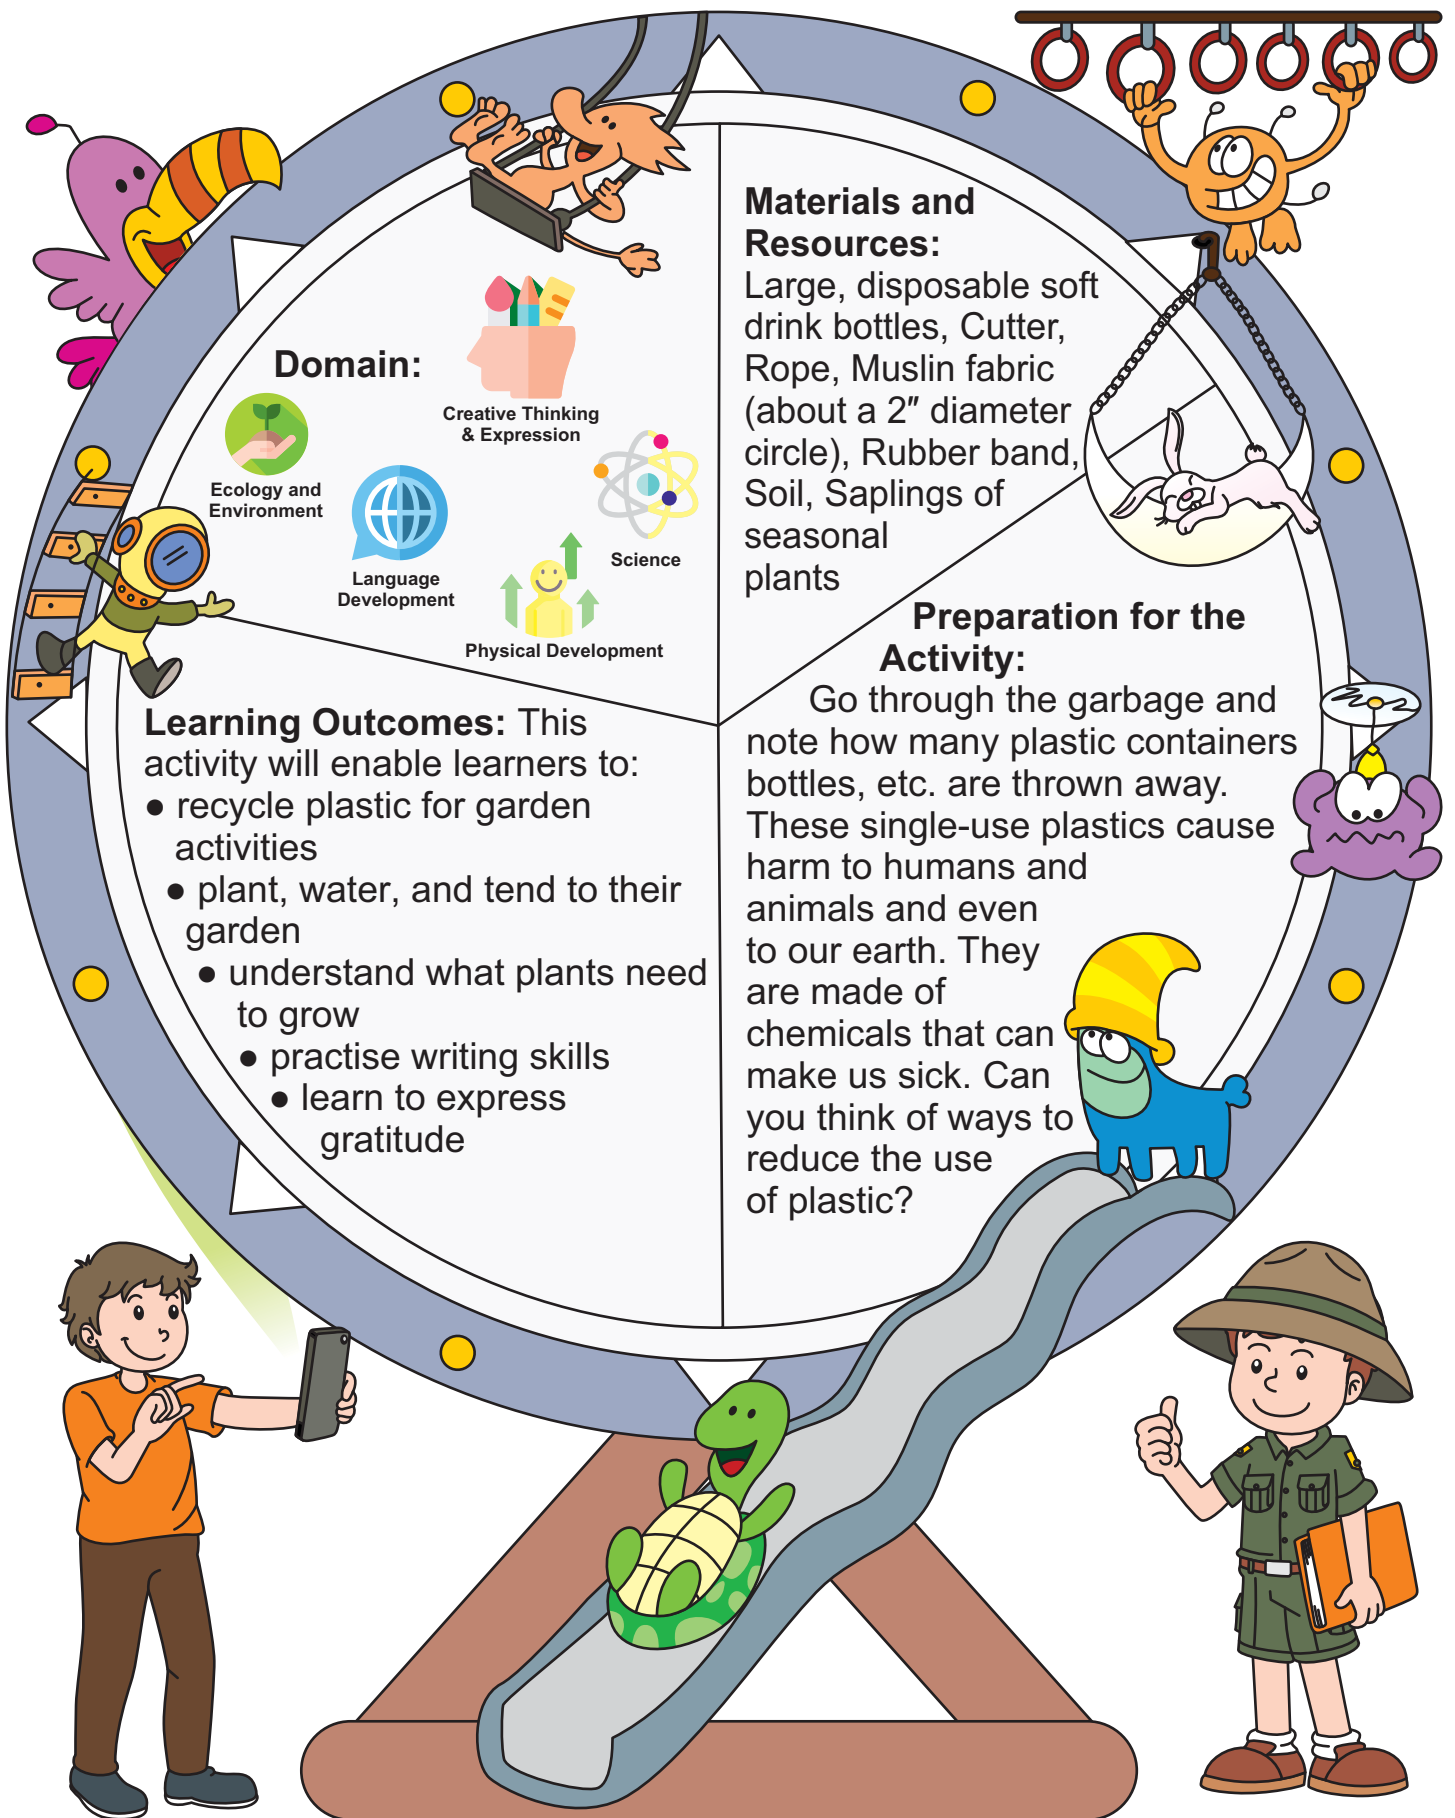 Domain:
Creative Thinking
& Expression
Ecology and
Environment
Language
Development
Science
Physical Development
Materials and
Resources:
Large, disposable soft
drink bottles, Cutter,
Rope, Muslin fabric
(about a 2″ diameter
circle), Rubber band,
Soil, Saplings of
seasonal
plants
Preparation for the
Activity:
Go through the garbage and
note how many plastic containers
bottles, etc. are thrown away.
These single-use plastics cause
harm to humans and
animals and even
to our earth. They
are made of
chemicals that can
make us sick. Can
you think of ways to
reduce the use
of plastic?
Learning Outcomes: This
activity will enable learners to:
● recycle plastic for garden
activities
● plant, water, and tend to their
garden
● understand what plants need
to grow
● practise writing skills
● learn to express
gratitude